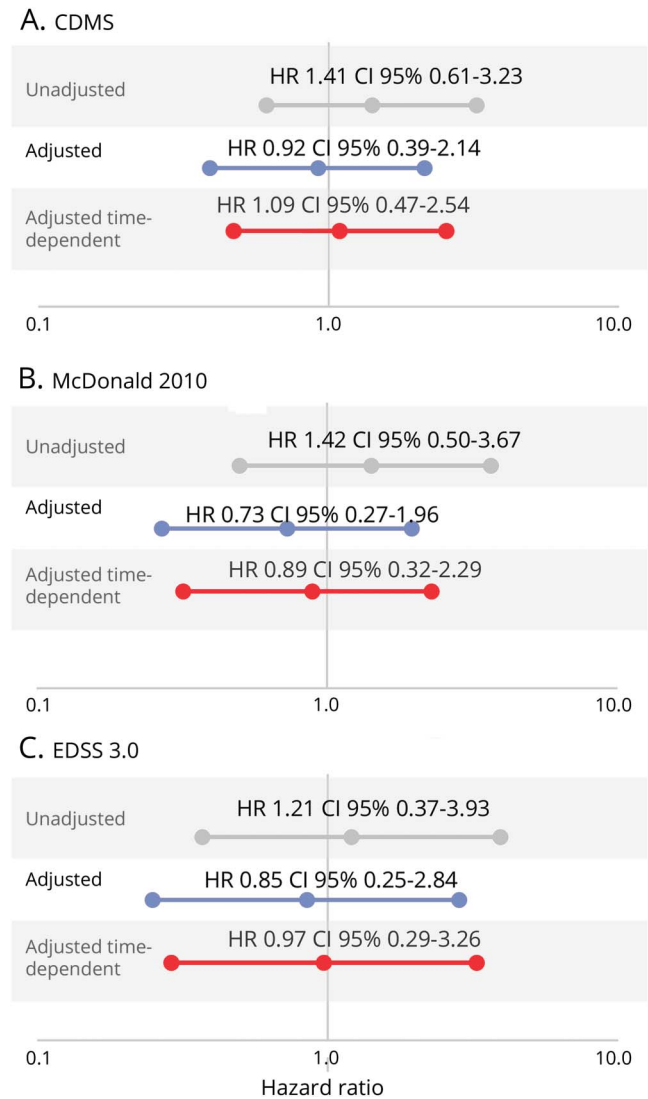 A. CDMS
Unadjusted
HR 1.41 CI 95% 0.61-3.23
Adjusted
HR 0.92 CI 95% 0.39-2.14
Adjusted time-
dependent
HR 1.09 CI 95% 0.47-2.54
0.1 1.0 10.0
B. McDonald 2010
Unadjusted
HR 1.42 CI 95% 0.50-3.67
Adjusted
HR 0.73 CI 95% 0.27-1.96
Adjusted time-
dependent
HR 0.89 CI 95% 0.32-2.29
0.1 1.0 10.0
C. EDSS 3.0
Unadjusted
HR 1.21 CI 95% 0.37-3.93
Adjusted
HR 0.85 CI 95% 0.25-2.84
Adjusted time-
dependent
HR 0.97 CI 95% 0.29-3.26
0.1 1.0 10.0
Hazard ratio